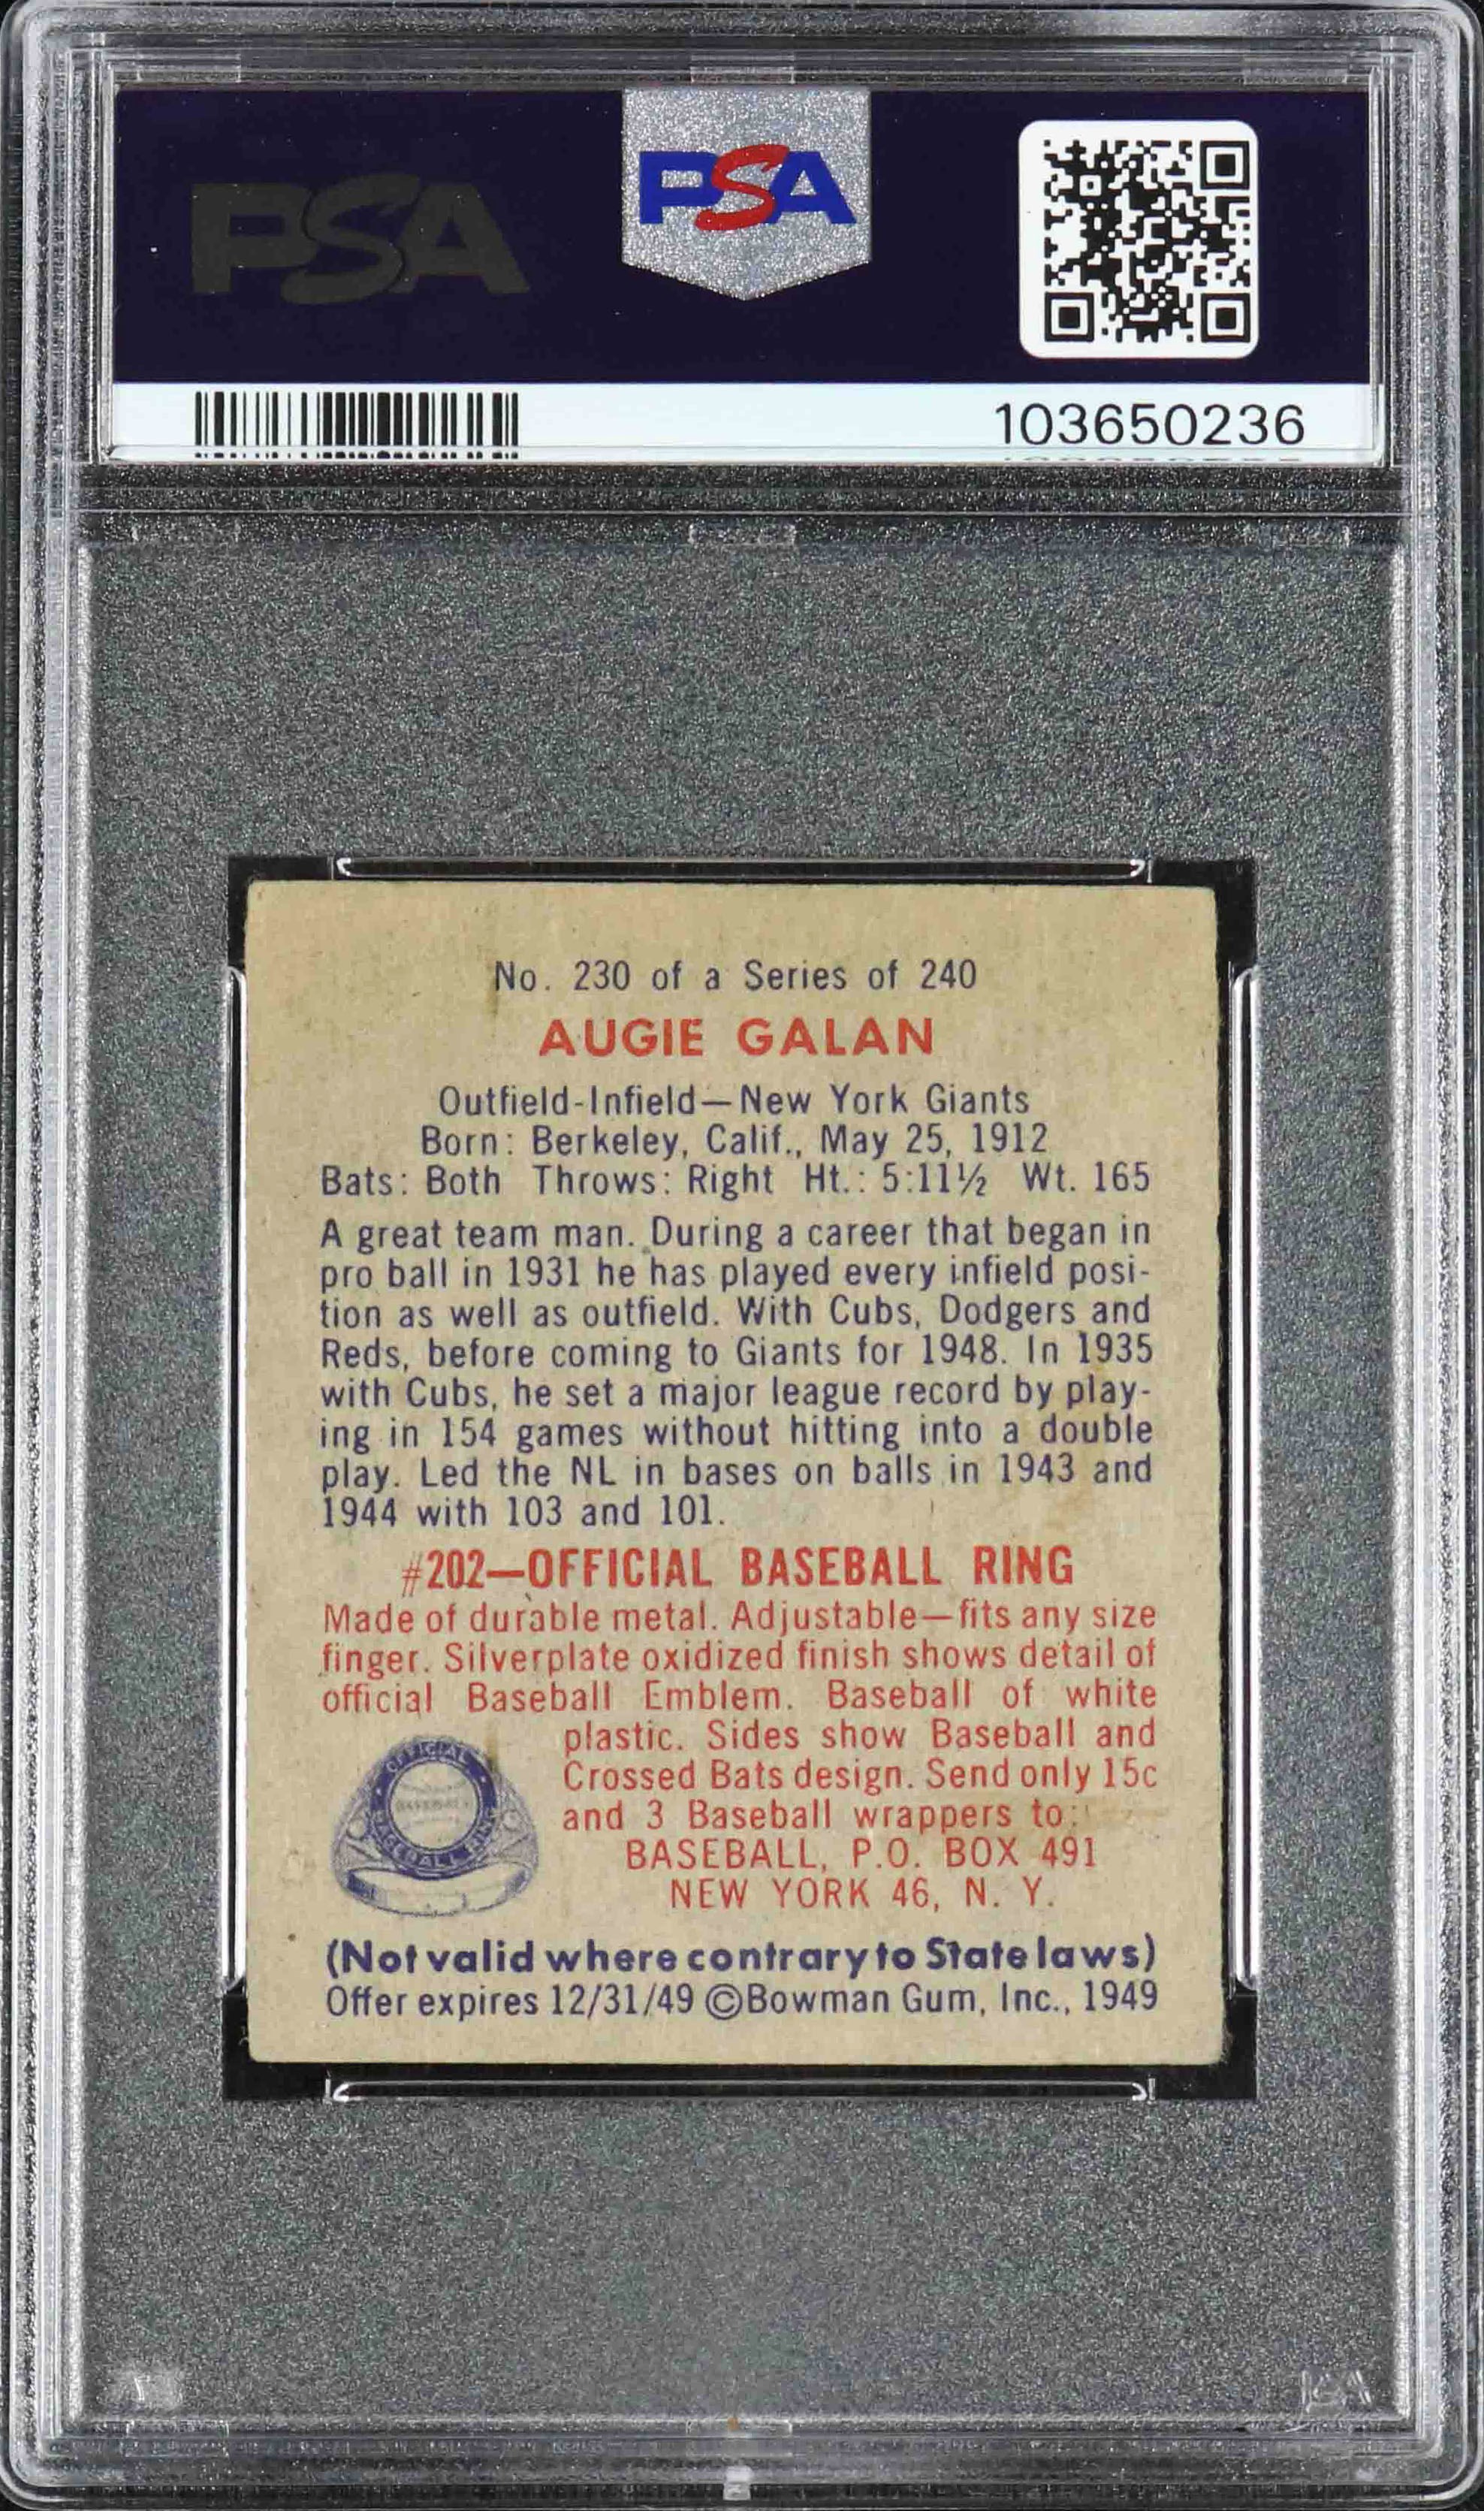 PSA
PSA
103650236
No. 230 of a Series of 240
AUGIE GALAN
Outfield-Infield—New York Giants
Born: Berkeley, Calif., May 25, 1912
Bats: Both Throws: Right Ht.: 5:11½ Wt. 165
A great team man. During a career that began in
pro ball in 1931 he has played every infield posi-
tion as well as outfield. With Cubs, Dodgers and
Reds, before coming to Giants for 1948. In 1935
with Cubs, he set a major league record by play-
ing in 154 games without hitting into a double
play. Led the NL in bases on balls in 1943 and
1944 with 103 and 101.
#202—OFFICIAL BASEBALL RING
Made of durable metal. Adjustable—fits any size
finger. Silverplate oxidized finish shows detail of
official Baseball Emblem. Baseball of white
plastic. Sides show Baseball and
Crossed Bats design. Send only 15c
and 3 Baseball wrappers to:
BASEBALL, P.O. BOX 491
NEW YORK 46, N. Y.
OFFICIAL
BASEBALL RING
(Not valid where contrary to State laws)
Offer expires 12/31/49 ©Bowman Gum, Inc., 1949